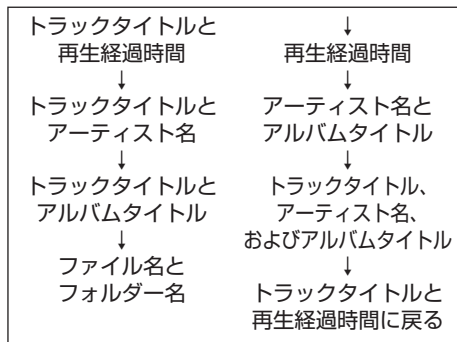 トラックタイトルと
再生経過時間
↓
トラックタイトルと
アーティスト名
↓
トラックタイトルと
アルバムタイトル
↓
ファイル名と
フォルダー名
↓
再生経過時間
↓
アーティスト名と
アルバムタイトル
↓
トラックタイトル、
アーティスト名、
およびアルバムタイトル
↓
トラックタイトルと
再生経過時間に戻る